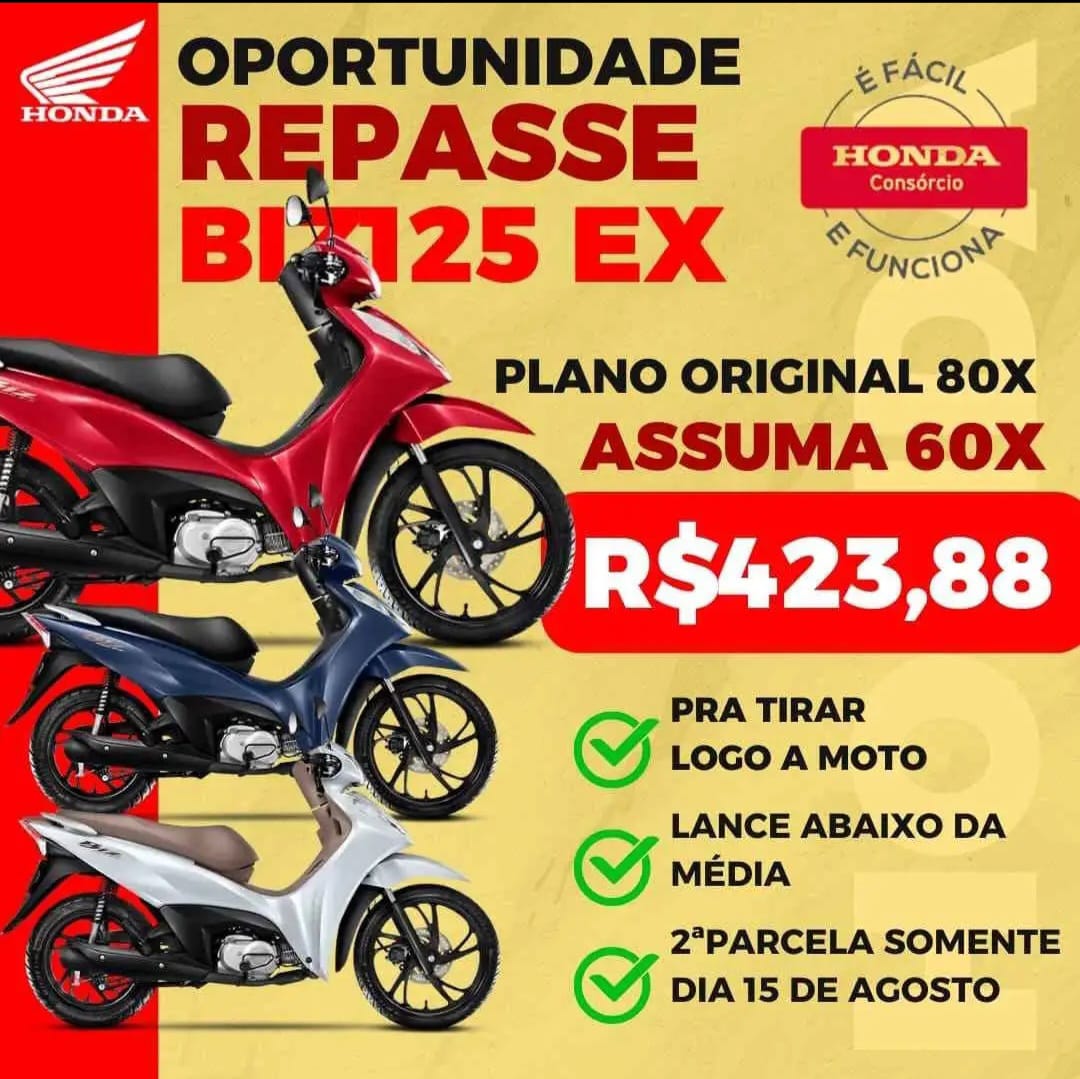 HONDA
OPORTUNIDADE
REPASSE
125 EX
É FÁCIL
HONDA
Consórcio
E FUNCIONA
PLANO ORIGINAL 80X
ASSUMA 60X
R$423,88
PRA TIRAR
LOGO A MOTO
LANCE ABAIXO DA
MÉDIA
2ªPARCELA SOMENTE
DIA 15 DE AGOSTO
Biz